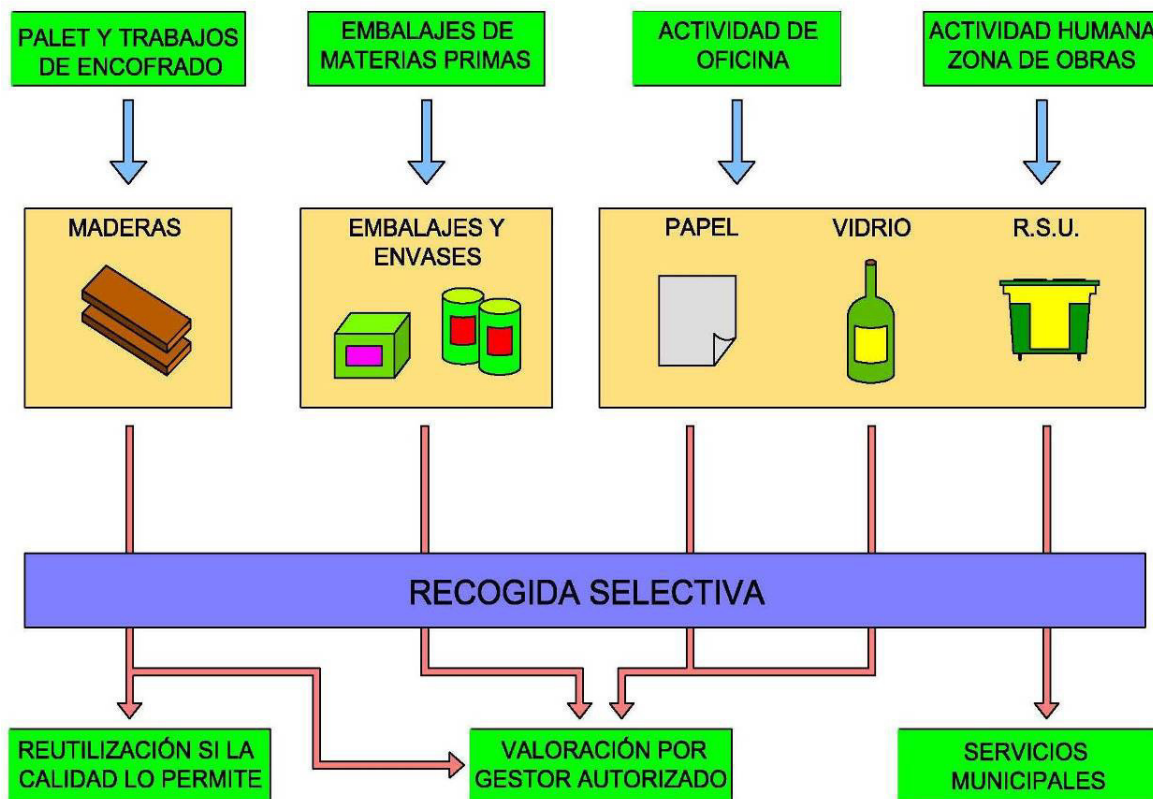 PALET Y TRABAJOS
DE ENCOFRADO
EMBALAJES DE
MATERIAS PRIMAS
ACTIVIDAD DE
OFICINA
ACTIVIDAD HUMANA
ZONA DE OBRAS
MADERAS
EMBALAJES Y
ENVASES
PAPEL
VIDRIO
R.S.U.
RECOGIDA SELECTIVA
REUTILIZACIÓN SI LA
CALIDAD LO PERMITE
VALORACIÓN POR
GESTOR AUTORIZADO
SERVICIOS
MUNICIPALES